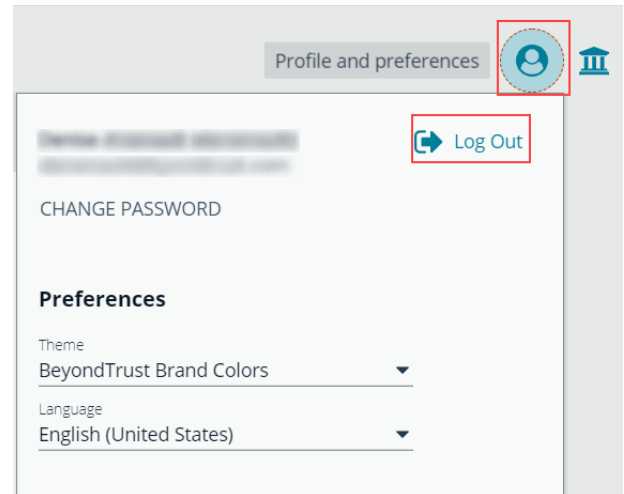 Profile and preferences
Log Out
CHANGE PASSWORD
Preferences
Theme
BeyondTrust Brand Colors
Language
English (United States)